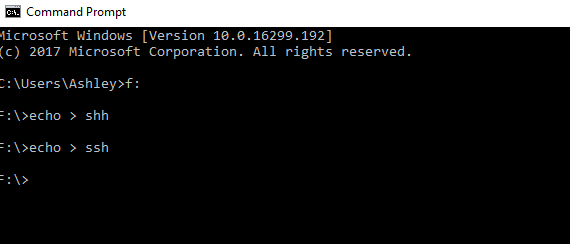 Command Prompt
Microsoft Windows [Version 10.0.16299.192]
(c) 2017 Microsoft Corporation. All rights reserved.
C:\Users\Ashley>f:
F:\>echo > shh
F:\>echo > ssh
F:\>